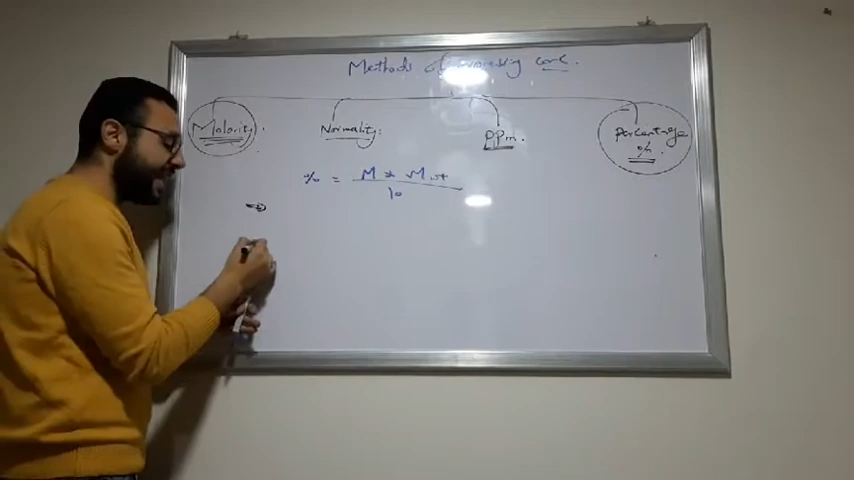 Methods of expressing conc.
Molarity.
Normality.
PPm.
Percentage
%.
% = M * M.wt
10